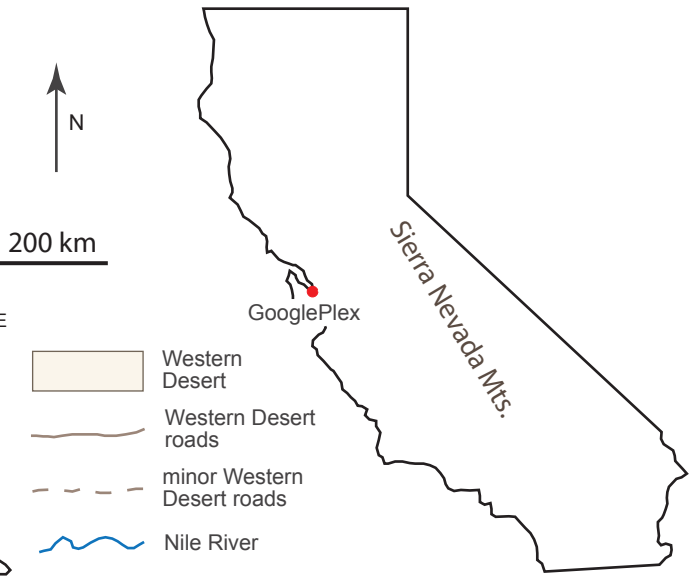 N
200 km
E
GooglePlex
Sierra Nevada Mts.
Western
Desert
Western Desert
roads
minor Western
Desert roads
Nile River